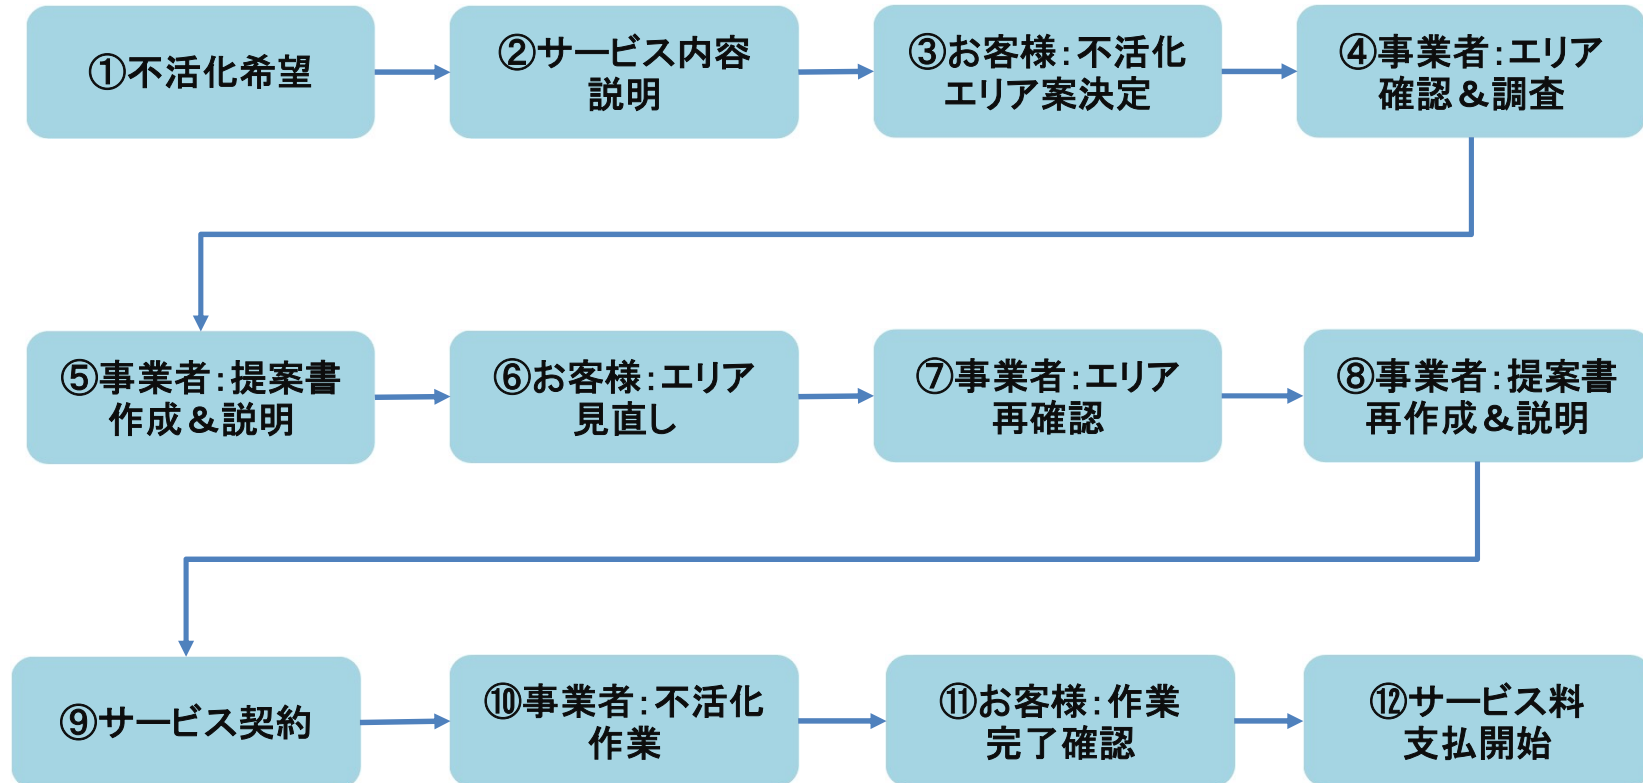 ①不活化希望
②サービス内容
説明
③お客様：不活化
エリア案決定
④事業者：エリア
確認＆調査
⑤事業者：提案書
作成＆説明
⑥お客様：エリア
見直し
⑦事業者：エリア
再確認
⑧事業者：提案書
再作成＆説明
⑨サービス契約
⑩事業者：不活化
作業
⑪お客様：作業
完了確認
⑫サービス料
支払開始